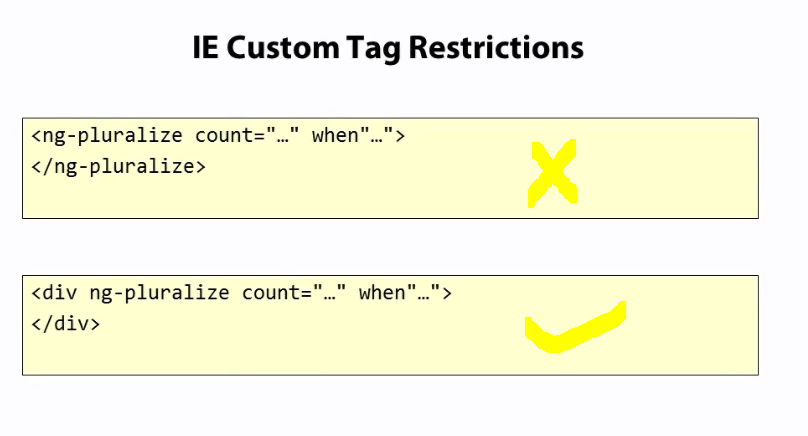 IE Custom Tag Restrictions
<ng-pluralize count="…" when"…">
</ng-pluralize>
<div ng-pluralize count="…" when"…">
</div>